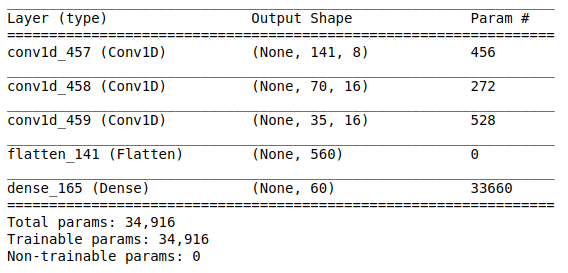 Layer (type) Output Shape Param #
conv1d_457 (Conv1D) (None, 141, 8) 456
conv1d_458 (Conv1D) (None, 70, 16) 272
conv1d_459 (Conv1D) (None, 35, 16) 528
flatten_141 (Flatten) (None, 560) 0
dense_165 (Dense) (None, 60) 33660
Total params: 34,916
Trainable params: 34,916
Non-trainable params: 0